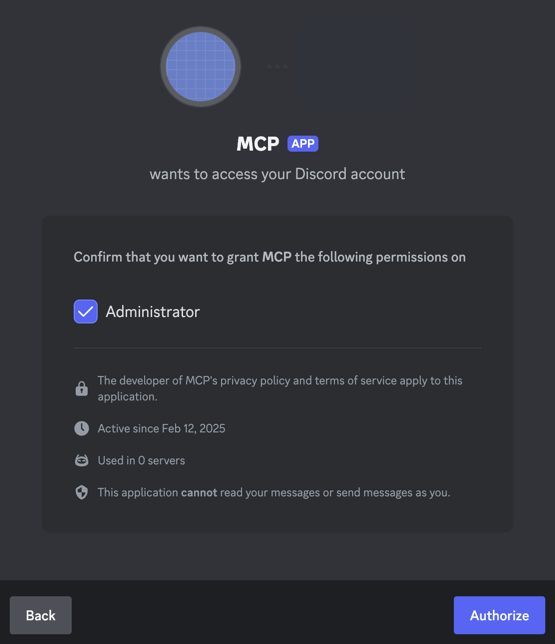 MCP APP
wants to access your Discord account
Confirm that you want to grant MCP the following permissions on
Administrator
The developer of MCP's privacy policy and terms of service apply to this
application.
Active since Feb 12, 2025
Used in 0 servers
This application cannot read your messages or send messages as you.
Back
Authorize